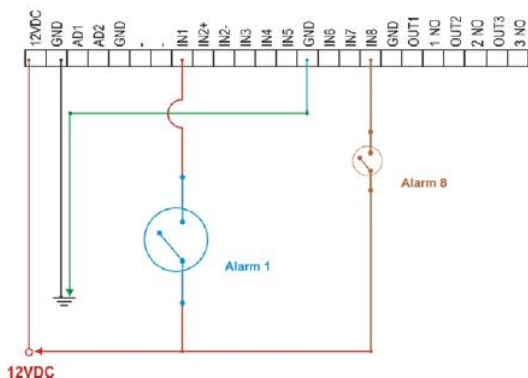 12VDC GND AD1 AD2 GND - - IN1 IN2+ IN2- IN3 IN4 IN5 GND IN6 IN7 IN8 GND OUT1 1 NO OUT2 2 NO OUT3 3 NO
Alarm 8
Alarm 1
12VDC